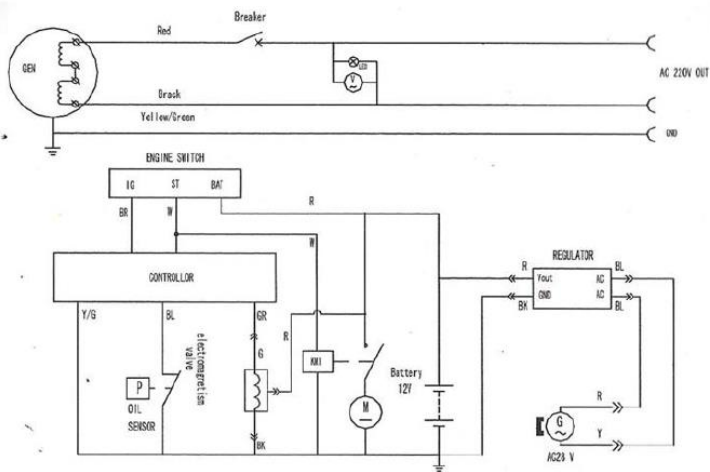 Breaker
Red
GEN
LED
V
AC 220V OUT
Brack
Yellow/Green
GND
ENGINE SWITCH
IG ST BAT
R
BR W
W
CONTROLLOR
REGULATOR
R Vout AC BL
BK GND AC BL
Y/G BL GR
R
electromagnetism
valve
G
KM1
P
OIL
SENSOR
Battery
12V
M
BK
R
G
Y
AC28 V